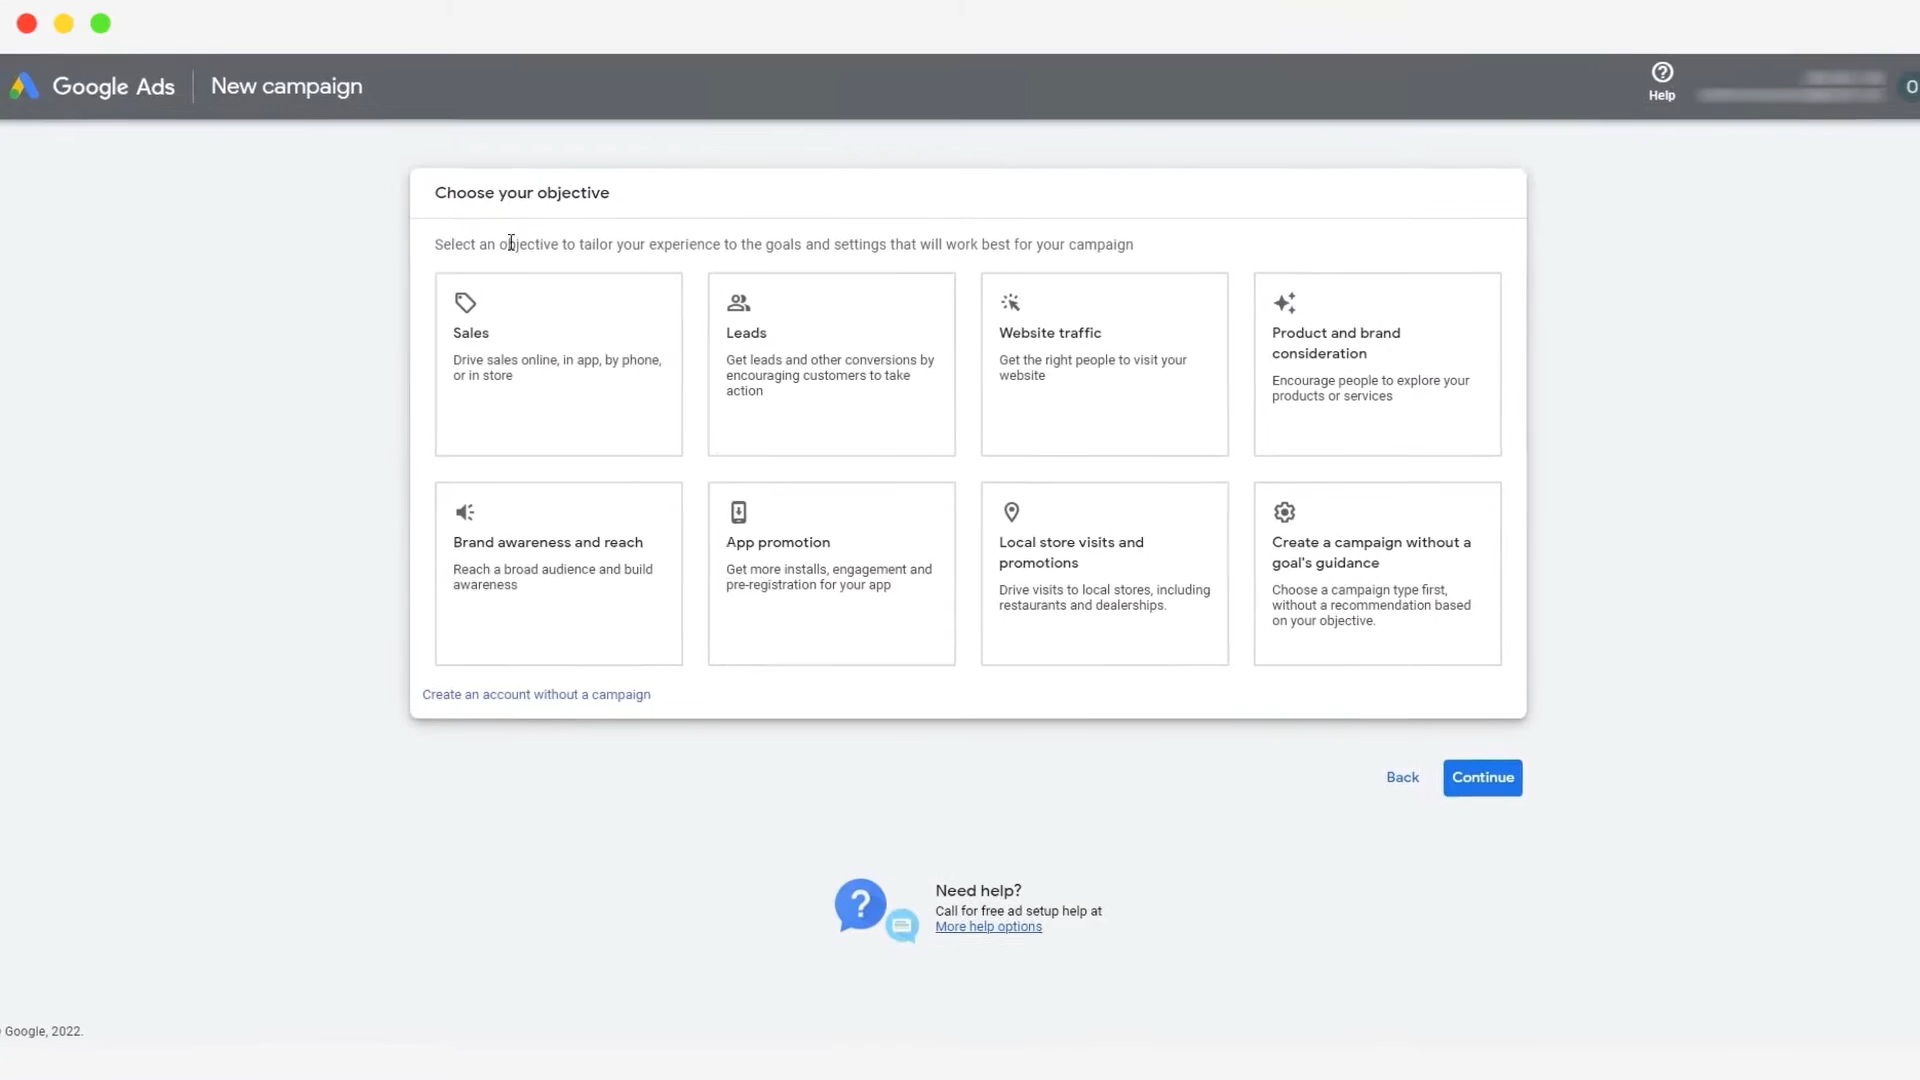 Google Ads
New campaign
Help
O
Choose your objective
Select an objective to tailor your experience to the goals and settings that will work best for your campaign
Sales
Drive sales online, in app, by phone,
or in store
Leads
Get leads and other conversions by
encouraging customers to take
action
Website traffic
Get the right people to visit your
website
Product and brand
consideration
Encourage people to explore your
products or services
Brand awareness and reach
Reach a broad audience and build
awareness
App promotion
Get more installs, engagement and
pre-registration for your app
Local store visits and
promotions
Drive visits to local stores, including
restaurants and dealerships.
Create a campaign without a
goal's guidance
Choose a campaign type first,
without a recommendation based
on your objective.
Create an account without a campaign
Back
Continue
Need help?
Call for free ad setup help at
More help options
Google, 2022.